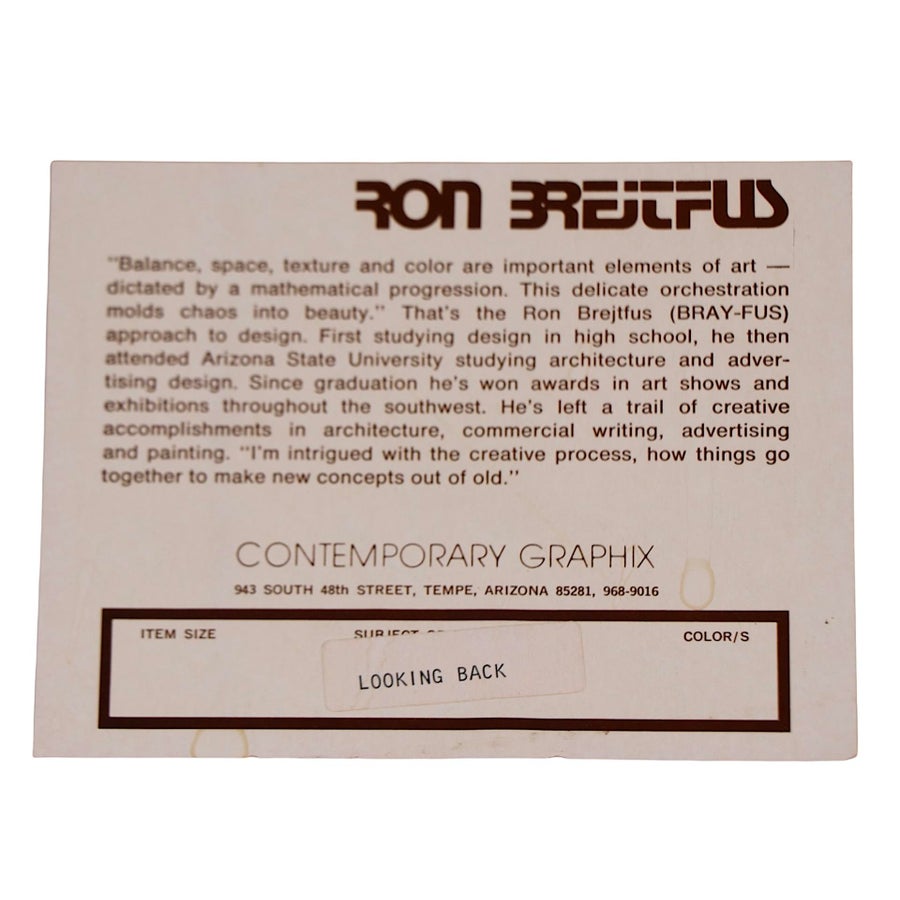 RON BREJTFUS
"Balance, space, texture and color are important elements of art —
dictated by a mathematical progression. This delicate orchestration
molds chaos into beauty." That's the Ron Brejtfus (BRAY-FUS)
approach to design. First studying design in high school, he then
attended Arizona State University studying architecture and adver-
tising design. Since graduation he's won awards in art shows and
exhibitions throughout the southwest. He's left a trail of creative
accomplishments in architecture, commercial writing, advertising
and painting. "I'm intrigued with the creative process, how things go
together to make new concepts out of old."
CONTEMPORARY GRAPHIX
943 SOUTH 48th STREET, TEMPE, ARIZONA 85281, 968-9016
ITEM SIZE SUBJECT COLOR/S
LOOKING BACK